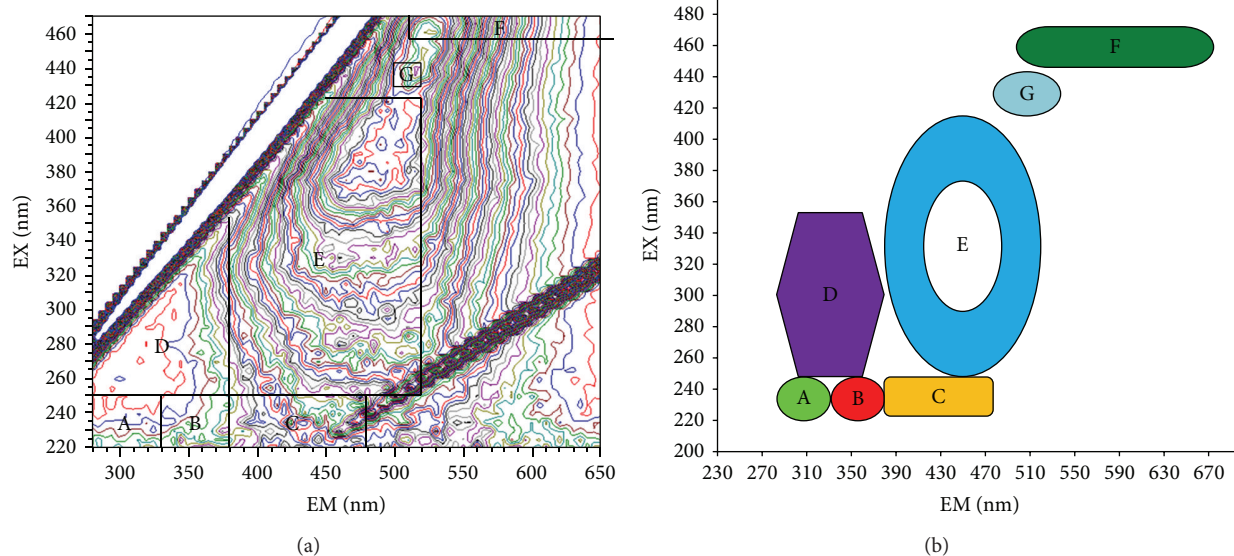 EX (nm)
460
440
420
400
380
360
340
320
300
280
260
240
220
F
G
E
D
A
B
C
300 350 400 450 500 550 600 650
EM (nm)
(a)
EX (nm)
480
460
440
420
400
380
360
340
320
300
280
260
240
220
200
F
G
E
D
A
B
C
230 270 310 350 390 430 470 510 550 590 630 670
EM (nm)
(b)